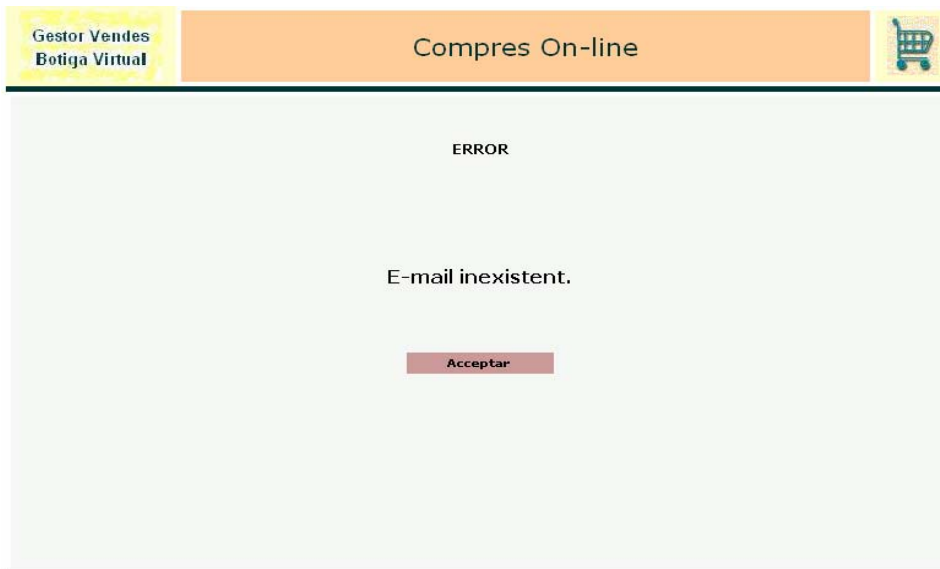 Gestor Vendes
Botiga Virtual
Compres On-line
ERROR
E-mail inexistent.
Acceptar